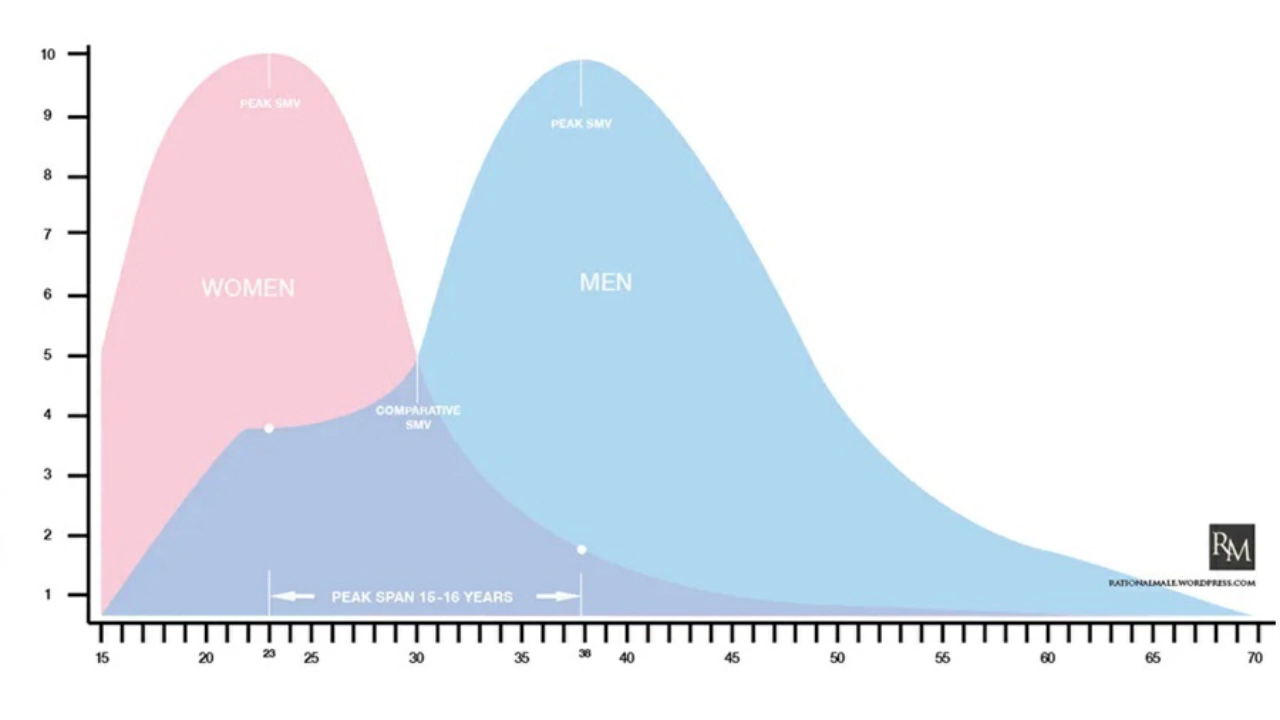 10
9
8
7
6
5
4
3
2
1
PEAK SMV
PEAK SMV
WOMEN
MEN
COMPARATIVE
SMV
PEAK SPAN 15-16 YEARS
RM
RATIONALMALE.WORDPRESS.COM
15 20 23 25 30 35 38 40 45 50 55 60 65 70